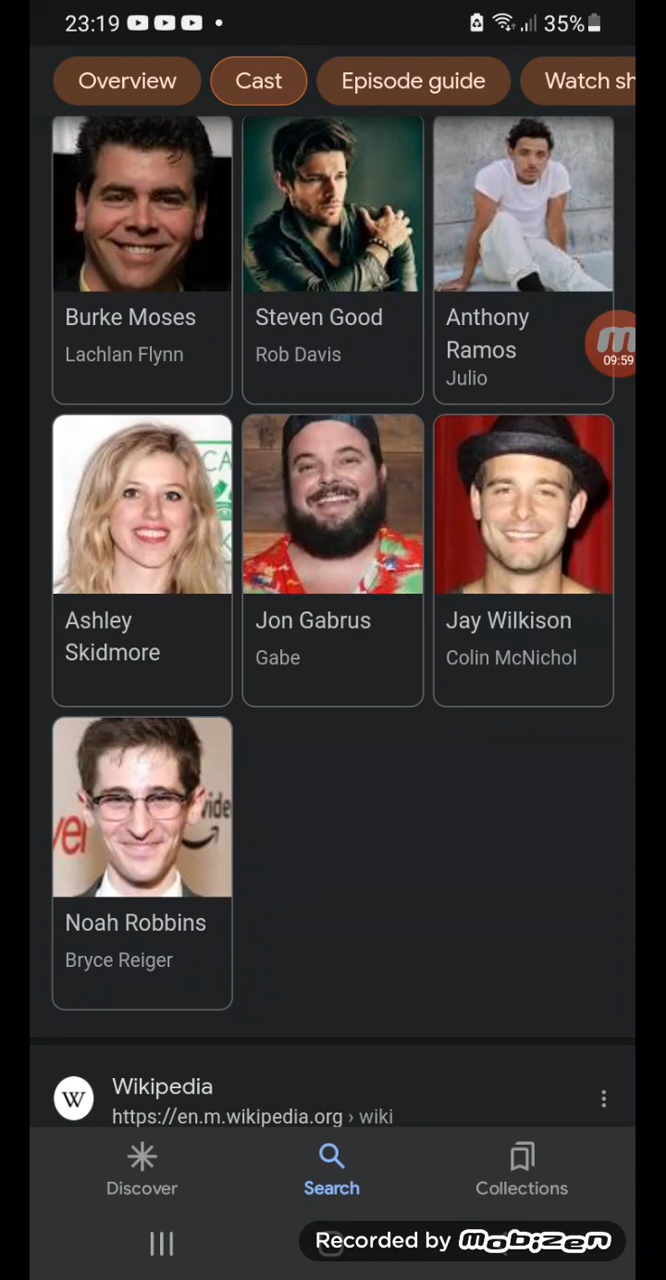 23:19
35%
Overview
Cast
Episode guide
Watch sh
Burke Moses
Lachlan Flynn
Steven Good
Rob Davis
Anthony
Ramos
Julio
09:59
Ashley
Skidmore
Jon Gabrus
Gabe
Jay Wilkison
Colin McNichol
Noah Robbins
Bryce Reiger
W
Wikipedia
https://en.m.wikipedia.org › wiki
Discover
Search
Collections
Recorded by mobizen